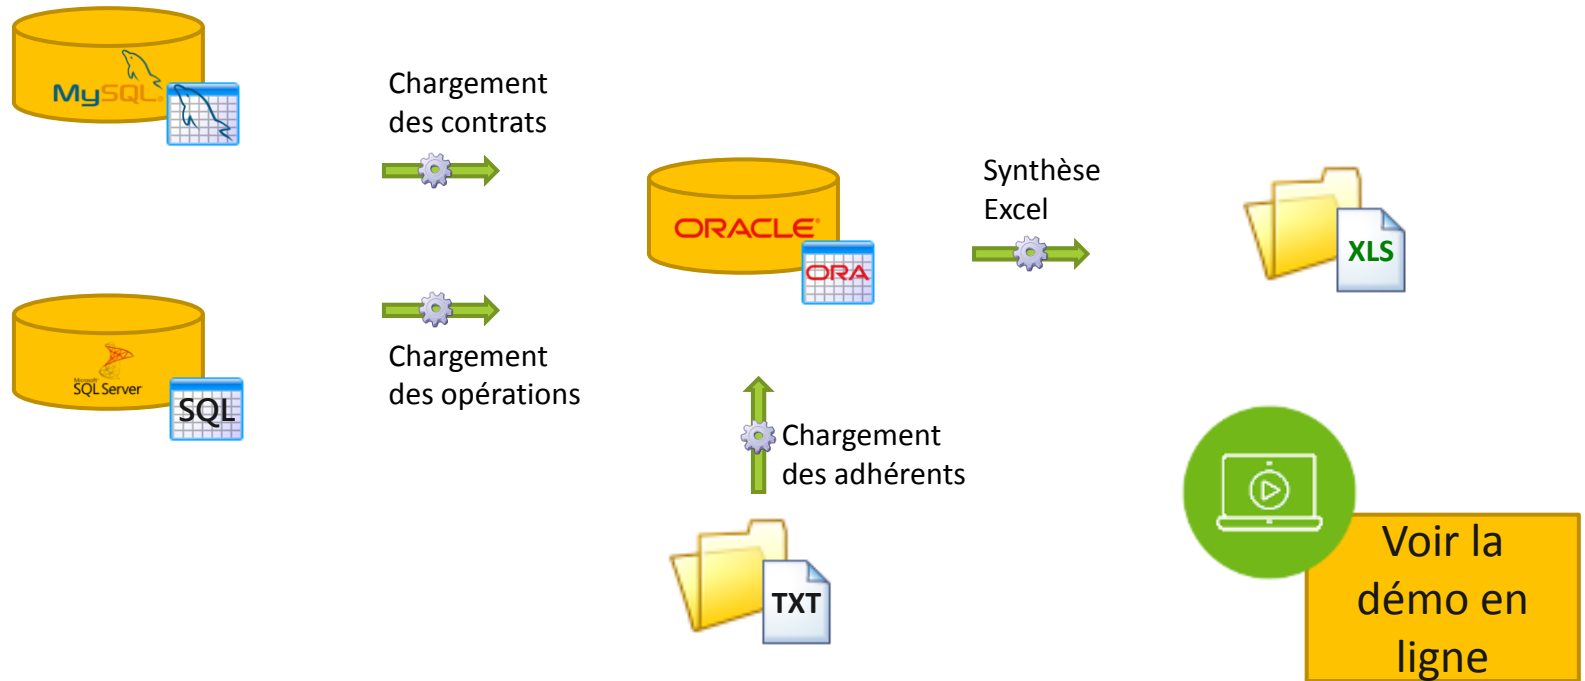 MySQL®
Chargement
des contrats
ORACLE®
ORA
Synthèse
Excel
XLS
Microsoft®
SQL Server
SQL
Chargement
des opérations
Chargement
des adhérents
TXT
Voir la
démo en
ligne